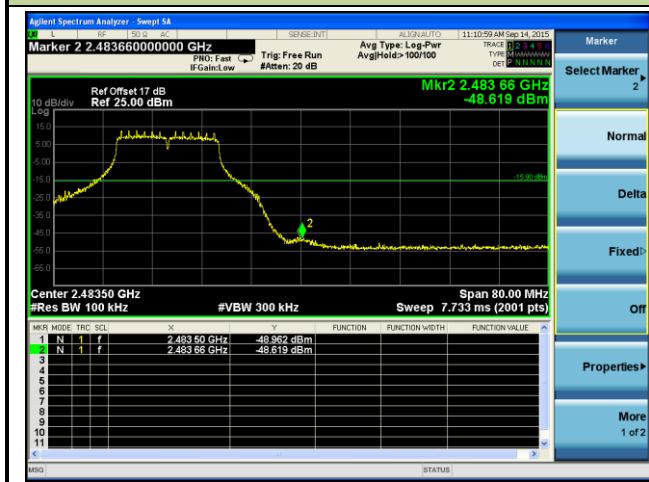 Agilent Spectrum Analyzer - Swept SA
LXI L RF 50 Ω AC SENSE:INT ALIGN AUTO 11:10:59 AM Sep 14, 2015
Marker 2 2.483660000000 GHz
PNO: Fast
IFGain:Low
Trig: Free Run
#Atten: 20 dB
Avg Type: Log-Pwr
Avg|Hold:>100/100
TRACE 1 2 3 4 5 6
TYPE MWWWWW
DET P NNNNN
Ref Offset 17 dB
Ref 25.00 dBm
10 dB/div
Log
Mkr2 2.483 66 GHz
-48.619 dBm
15.0
5.00
-5.00
-15.0
-15.90 dBm
-25.0
-35.0
-45.0
-55.0
-65.0
2
Center 2.48350 GHz
Span 80.00 MHz
#Res BW 100 kHz
#VBW 300 kHz
Sweep 7.733 ms (2001 pts)
MKR MODE TRC SCL X Y FUNCTION FUNCTION WIDTH FUNCTION VALUE
1 N 1 f 2.483 50 GHz -48.962 dBm
2 N 1 f 2.483 66 GHz -48.619 dBm
3
4
5
6
7
8
9
10
11
MSG
STATUS
Marker
Select Marker
2
Normal
Delta
Fixed
Off
Properties
More
1 of 2